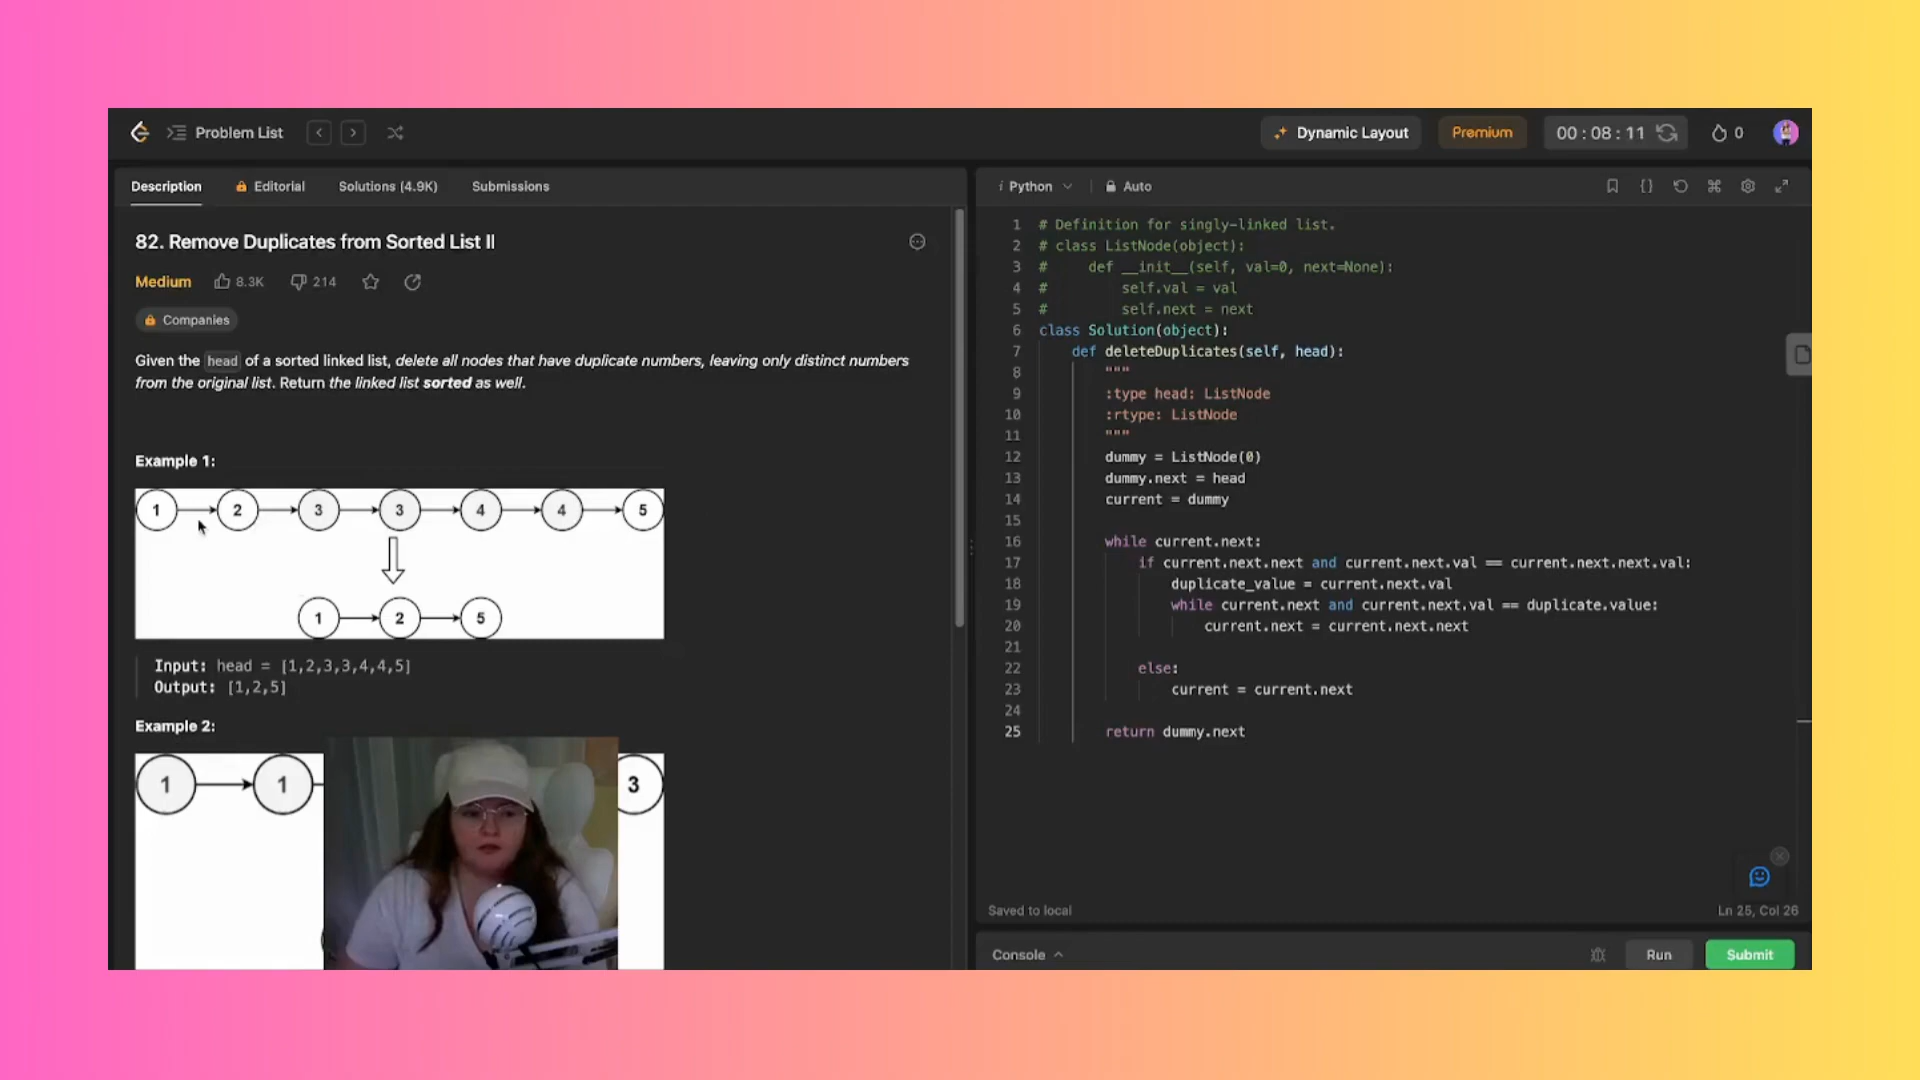 Problem List
Dynamic Layout
Premium
00 : 08 : 11
0
Description
Editorial
Solutions (4.9K)
Submissions
82. Remove Duplicates from Sorted List II
Medium
8.3K
214
Companies
Given the head of a sorted linked list, delete all nodes that have duplicate numbers, leaving only distinct numbers
from the original list. Return the linked list sorted as well.
Example 1:
1 2 3 3 4 4 5
1 2 5
Input: head = [1,2,3,3,4,4,5]
Output: [1,2,5]
Example 2:
1 1 3
i Python
Auto
1 # Definition for singly-linked list.
2 # class ListNode(object):
3 #     def __init__(self, val=0, next=None):
4 #         self.val = val
5 #         self.next = next
6 class Solution(object):
7     def deleteDuplicates(self, head):
8         """
9         :type head: ListNode
10         :rtype: ListNode
11         """
12         dummy = ListNode(0)
13         dummy.next = head
14         current = dummy
15
16         while current.next:
17             if current.next.next and current.next.val == current.next.next.val:
18                 duplicate_value = current.next.val
19                 while current.next and current.next.val == duplicate.value:
20                     current.next = current.next.next
21
22             else:
23                 current = current.next
24
25         return dummy.next
Saved to local
Ln 25, Col 26
Console
Run
Submit